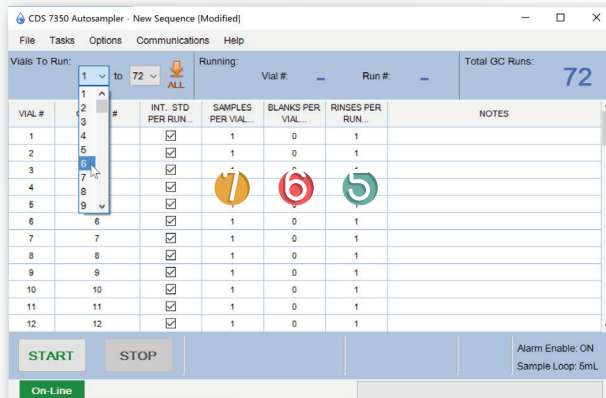 CDS 7350 Autosampler - New Sequence [Modified]
File Tasks Options Communications Help
Vials To Run: 1 to 72 ALL
Running: Vial #: - Run #: -
Total GC Runs: 72
VIAL # # INT. STD PER RUN... SAMPLES PER VIAL... BLANKS PER VIAL... RINSES PER RUN... NOTES
1
2
3
4
5
6
7
8
9
1 1 0 1
2 1 0 1
3
4
5
7 6 5
6 6 1 0 1
7 7 1 0 1
8 8 1 0 1
9 9 1 0 1
10 10 1 0 1
11 11 1 0 1
12 12 1 0 1
START STOP
Alarm Enable: ON
Sample Loop: 5mL
On-Line